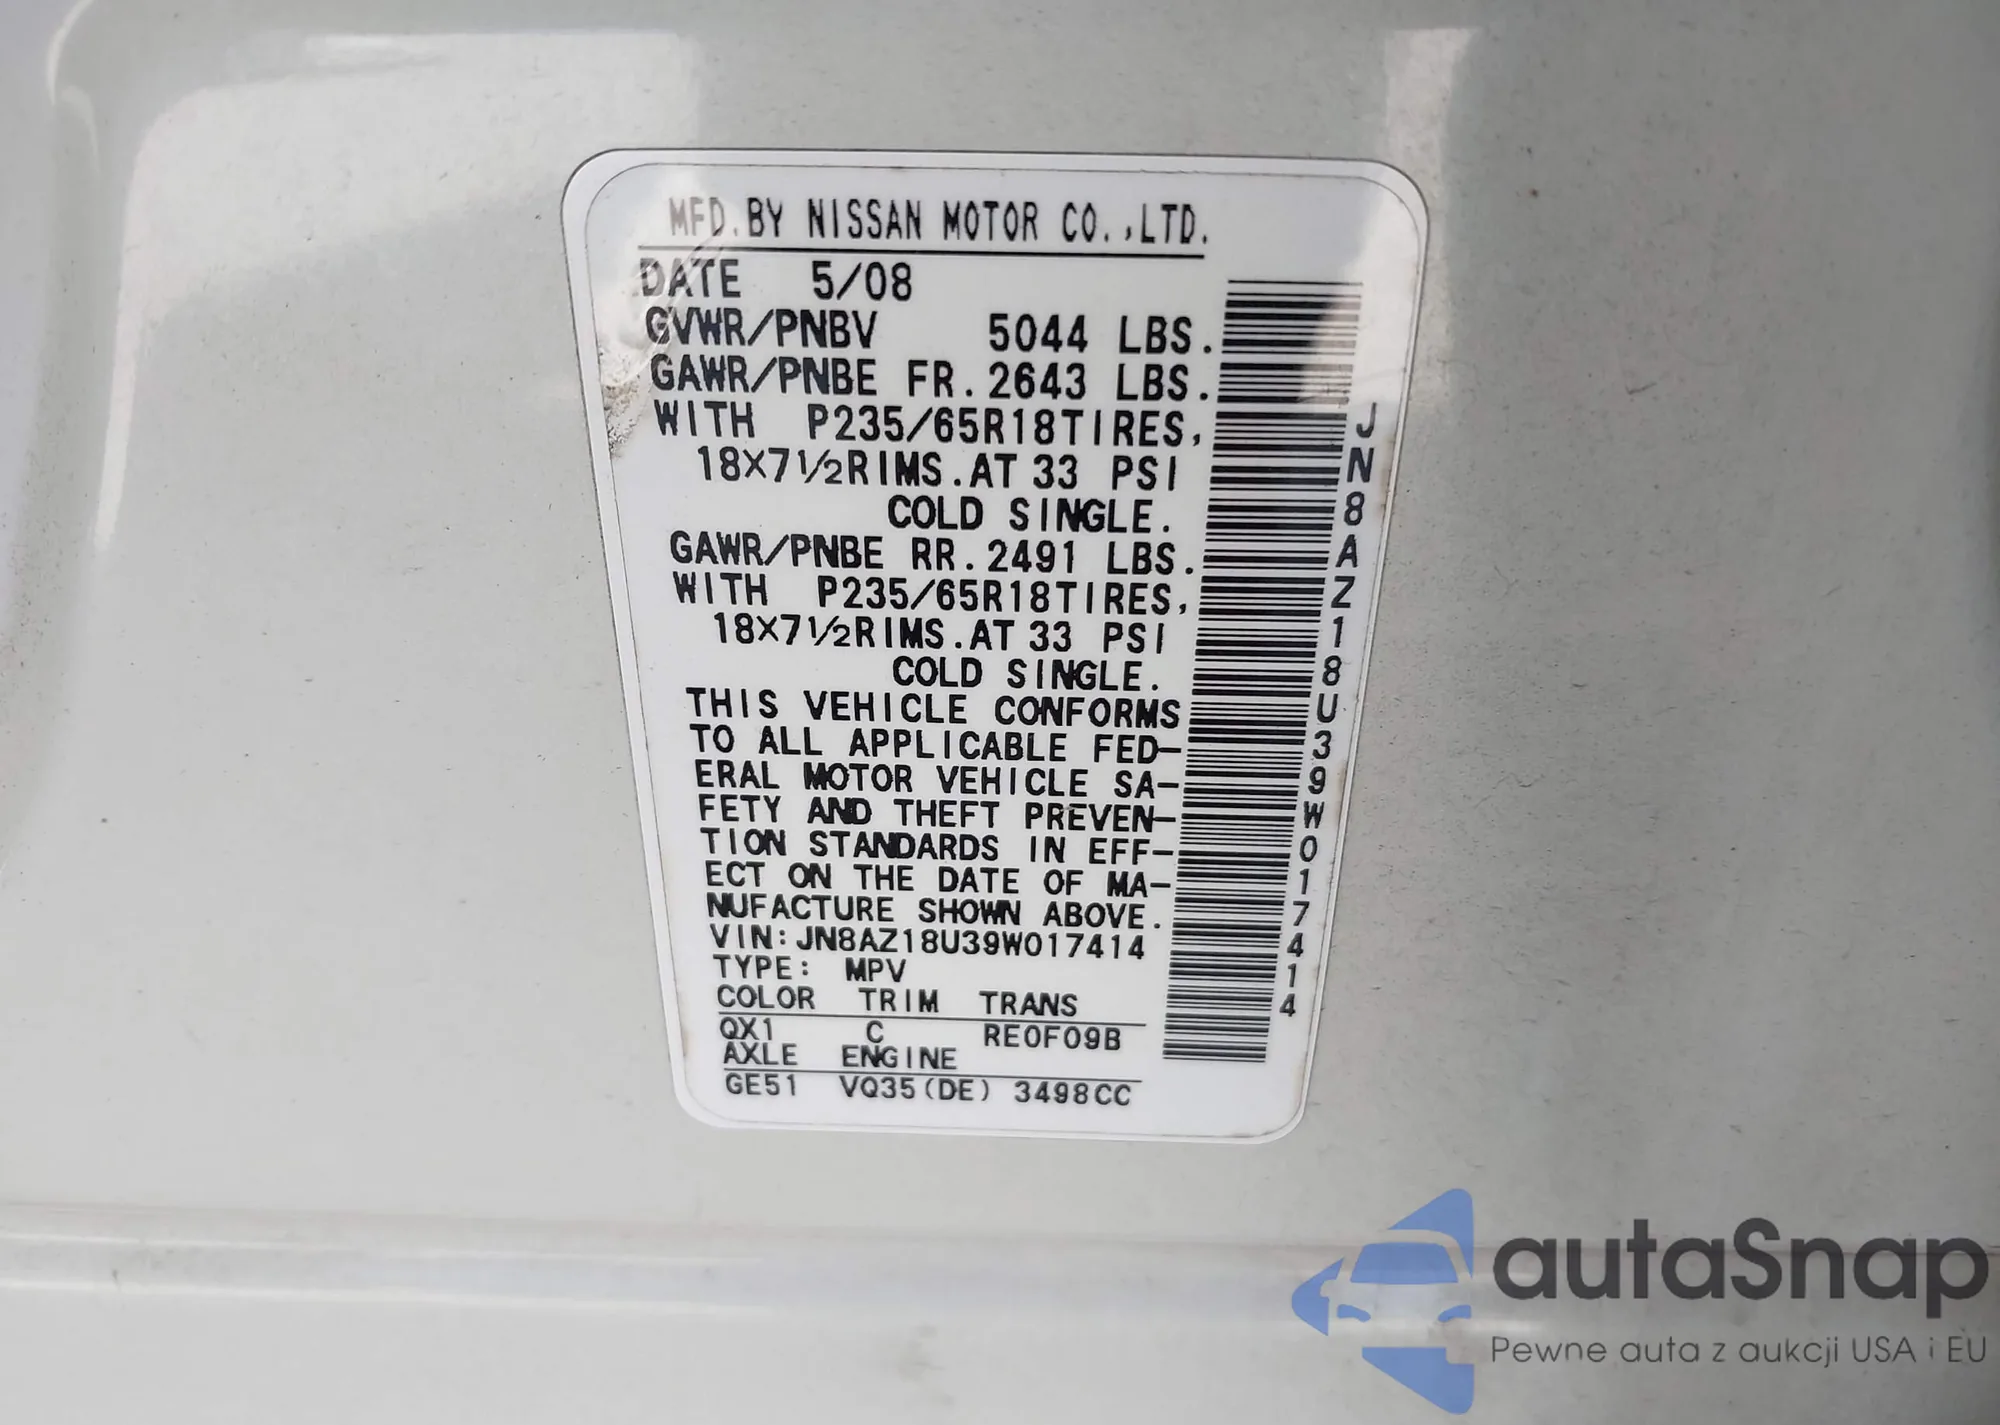 MFD.BY NISSAN MOTOR CO.,LTD.
DATE 5/08
GVWR/PNBV 5044 LBS.
GAWR/PNBE FR.2643 LBS.
WITH P235/65R18TIRES,
18X7½RIMS.AT 33 PSI
COLD SINGLE.
GAWR/PNBE RR.2491 LBS.
WITH P235/65R18TIRES,
18X7½RIMS.AT 33 PSI
COLD SINGLE.
THIS VEHICLE CONFORMS
TO ALL APPLICABLE FED-
ERAL MOTOR VEHICLE SA-
FETY AND THEFT PREVEN-
TION STANDARDS IN EFF-
ECT ON THE DATE OF MA-
NUFACTURE SHOWN ABOVE.
VIN:JN8AZ18U39W017414
TYPE: MPV
COLOR TRIM TRANS
QX1 C RE0F09B
AXLE ENGINE
GE51 VQ35(DE) 3498CC
JN8AZ18U39W017414
autaSnap
Pewne auta z aukcji USA i EU